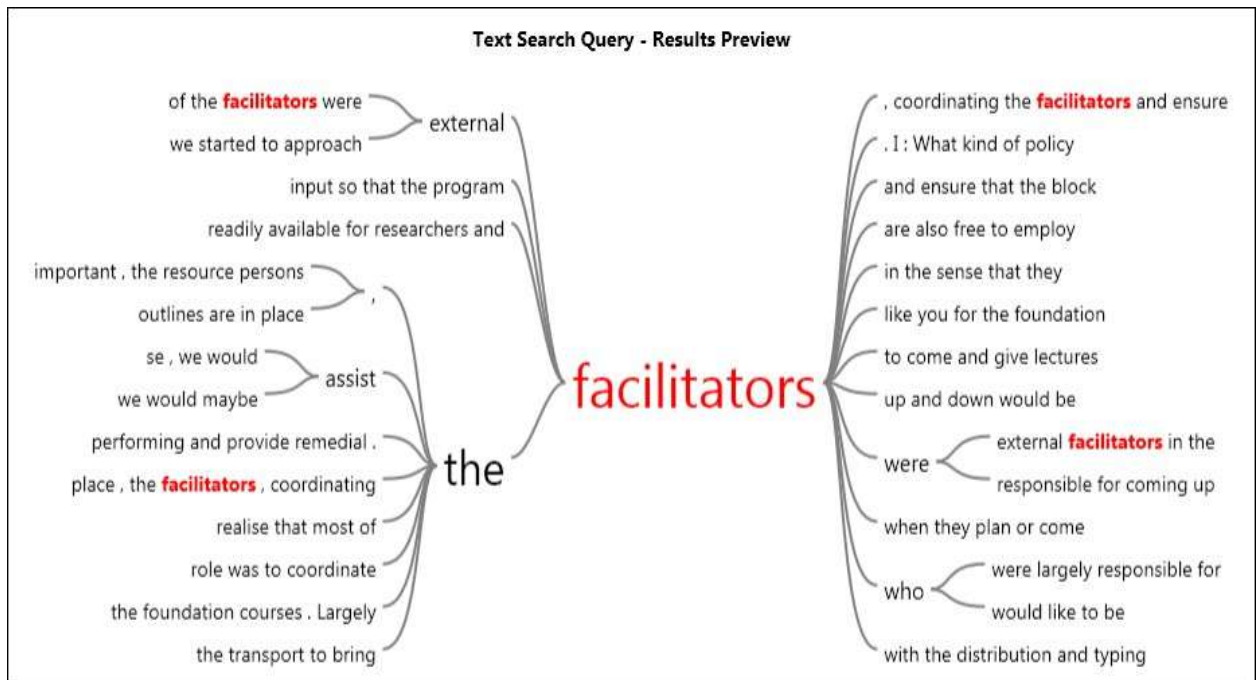 Text Search Query - Results Preview
of the facilitators were
we started to approach
external
input so that the program
readily available for researchers and
important , the resource persons
outlines are in place
,
se , we would
we would maybe
assist
performing and provide remedial .
place , the facilitators , coordinating
realise that most of
role was to coordinate
the foundation courses . Largely
the transport to bring
the
facilitators
, coordinating the facilitators and ensure
. I : What kind of policy
and ensure that the block
are also free to employ
in the sense that they
like you for the foundation
to come and give lectures
up and down would be
were
external facilitators in the
responsible for coming up
when they plan or come
who
were largely responsible for
would like to be
with the distribution and typing